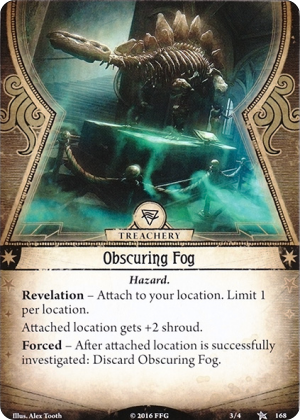 TREACHERY
Obscuring Fog
Hazard.
Revelation – Attach to your location. Limit 1
per location.
Attached location gets +2 shroud.
Forced – After attached location is successfully
investigated: Discard Obscuring Fog.
Illus. Alex Tooth © 2016 FFG 3/4 168